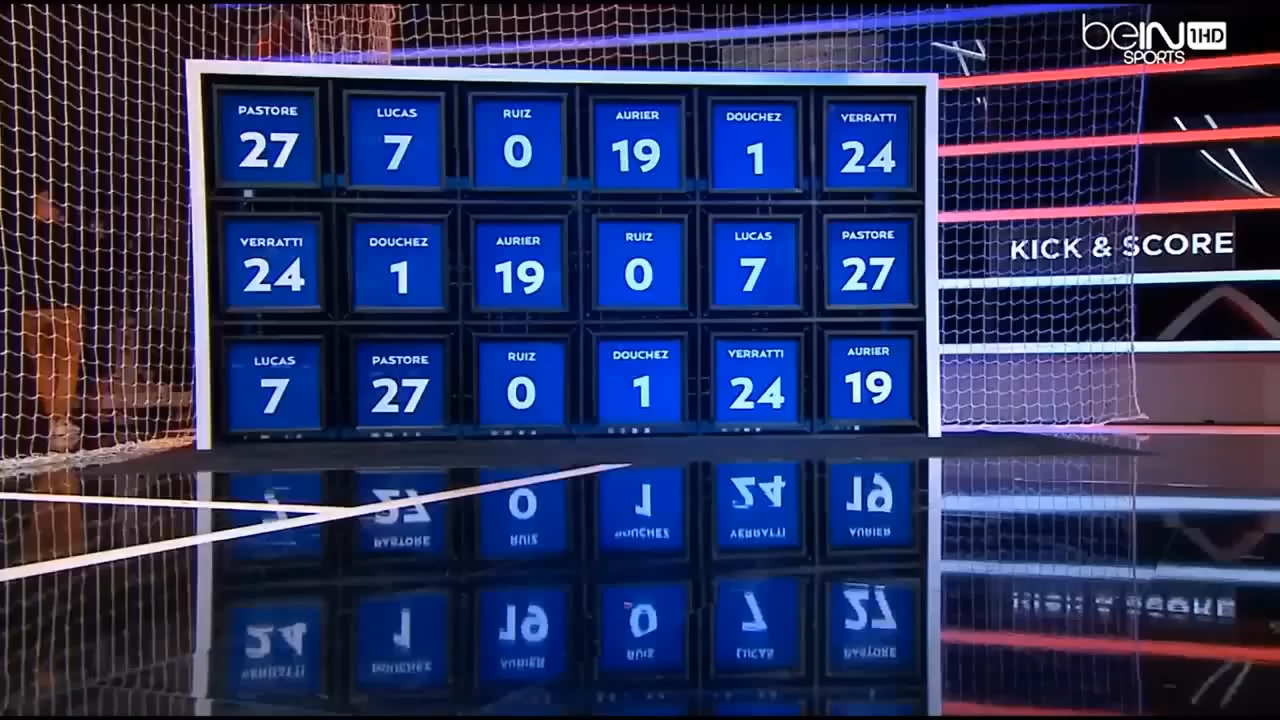 beIN 1HD
SPORTS
PASTORE LUCAS RUIZ AURIER DOUCHEZ VERRATTI
27 7 0 19 1 24
VERRATTI DOUCHEZ AURIER RUIZ LUCAS PASTORE
24 1 19 0 7 27
KICK & SCORE
LUCAS PASTORE RUIZ DOUCHEZ VERRATTI AURIER
7 27 0 1 24 19